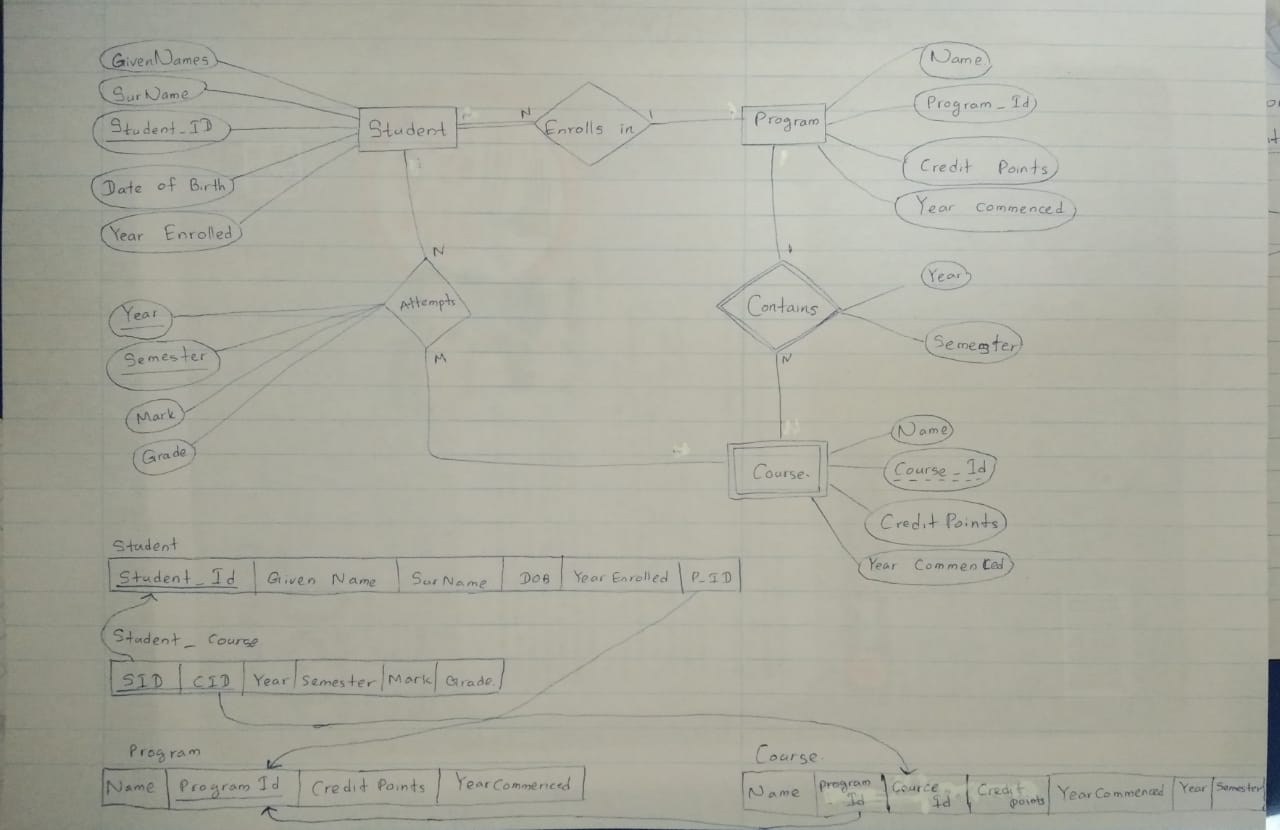 GivenNames
SurName
Student_ID
Date of Birth
Year Enrolled
Student
N
Enrolls in
1
Program
Name
Program_Id
Credit Points
Year Commenced
N
Attempts
M
Year
Semester
Mark
Grade
1
Contains
N
Year
Semester
Course.
Name
Course_Id
Credit Points
Year Commenced
Student
Student_Id Given Name SurName DOB Year Enrolled P_ID
Student_Course
SID CID Year Semester Mark Grade.
Program
Name Program Id Credit Points Year Commenced
Course.
Name program Id Cource Id Credit points Year Commenced Year Semester